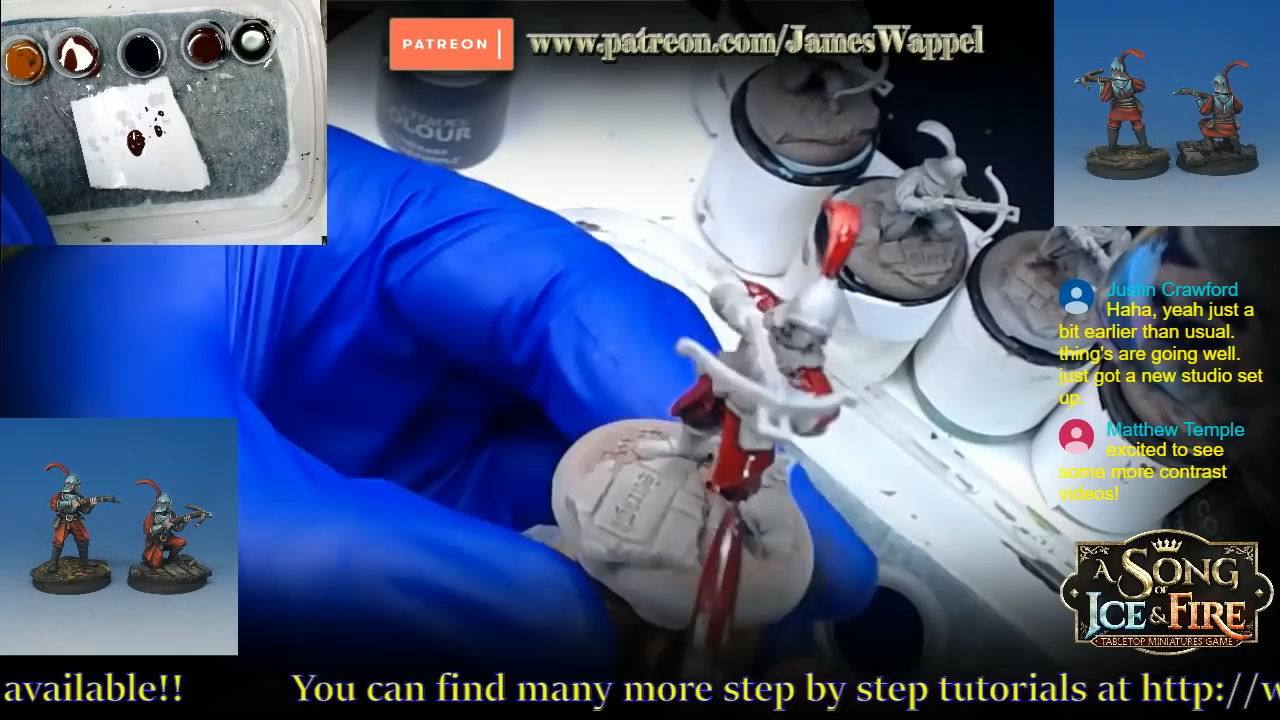 PATREON
www.patreon.com/JamesWappel
COLOUR
Justin Crawford
Haha, yeah just a
bit earlier than usual.
thing's are going well.
just got a new studio set
up.
Matthew Temple
excited to see
some more contrast
videos!
A SONG
OF
ICE & FIRE
TABLETOP MINIATURES GAME
available!! You can find many more step by step tutorials at http://w